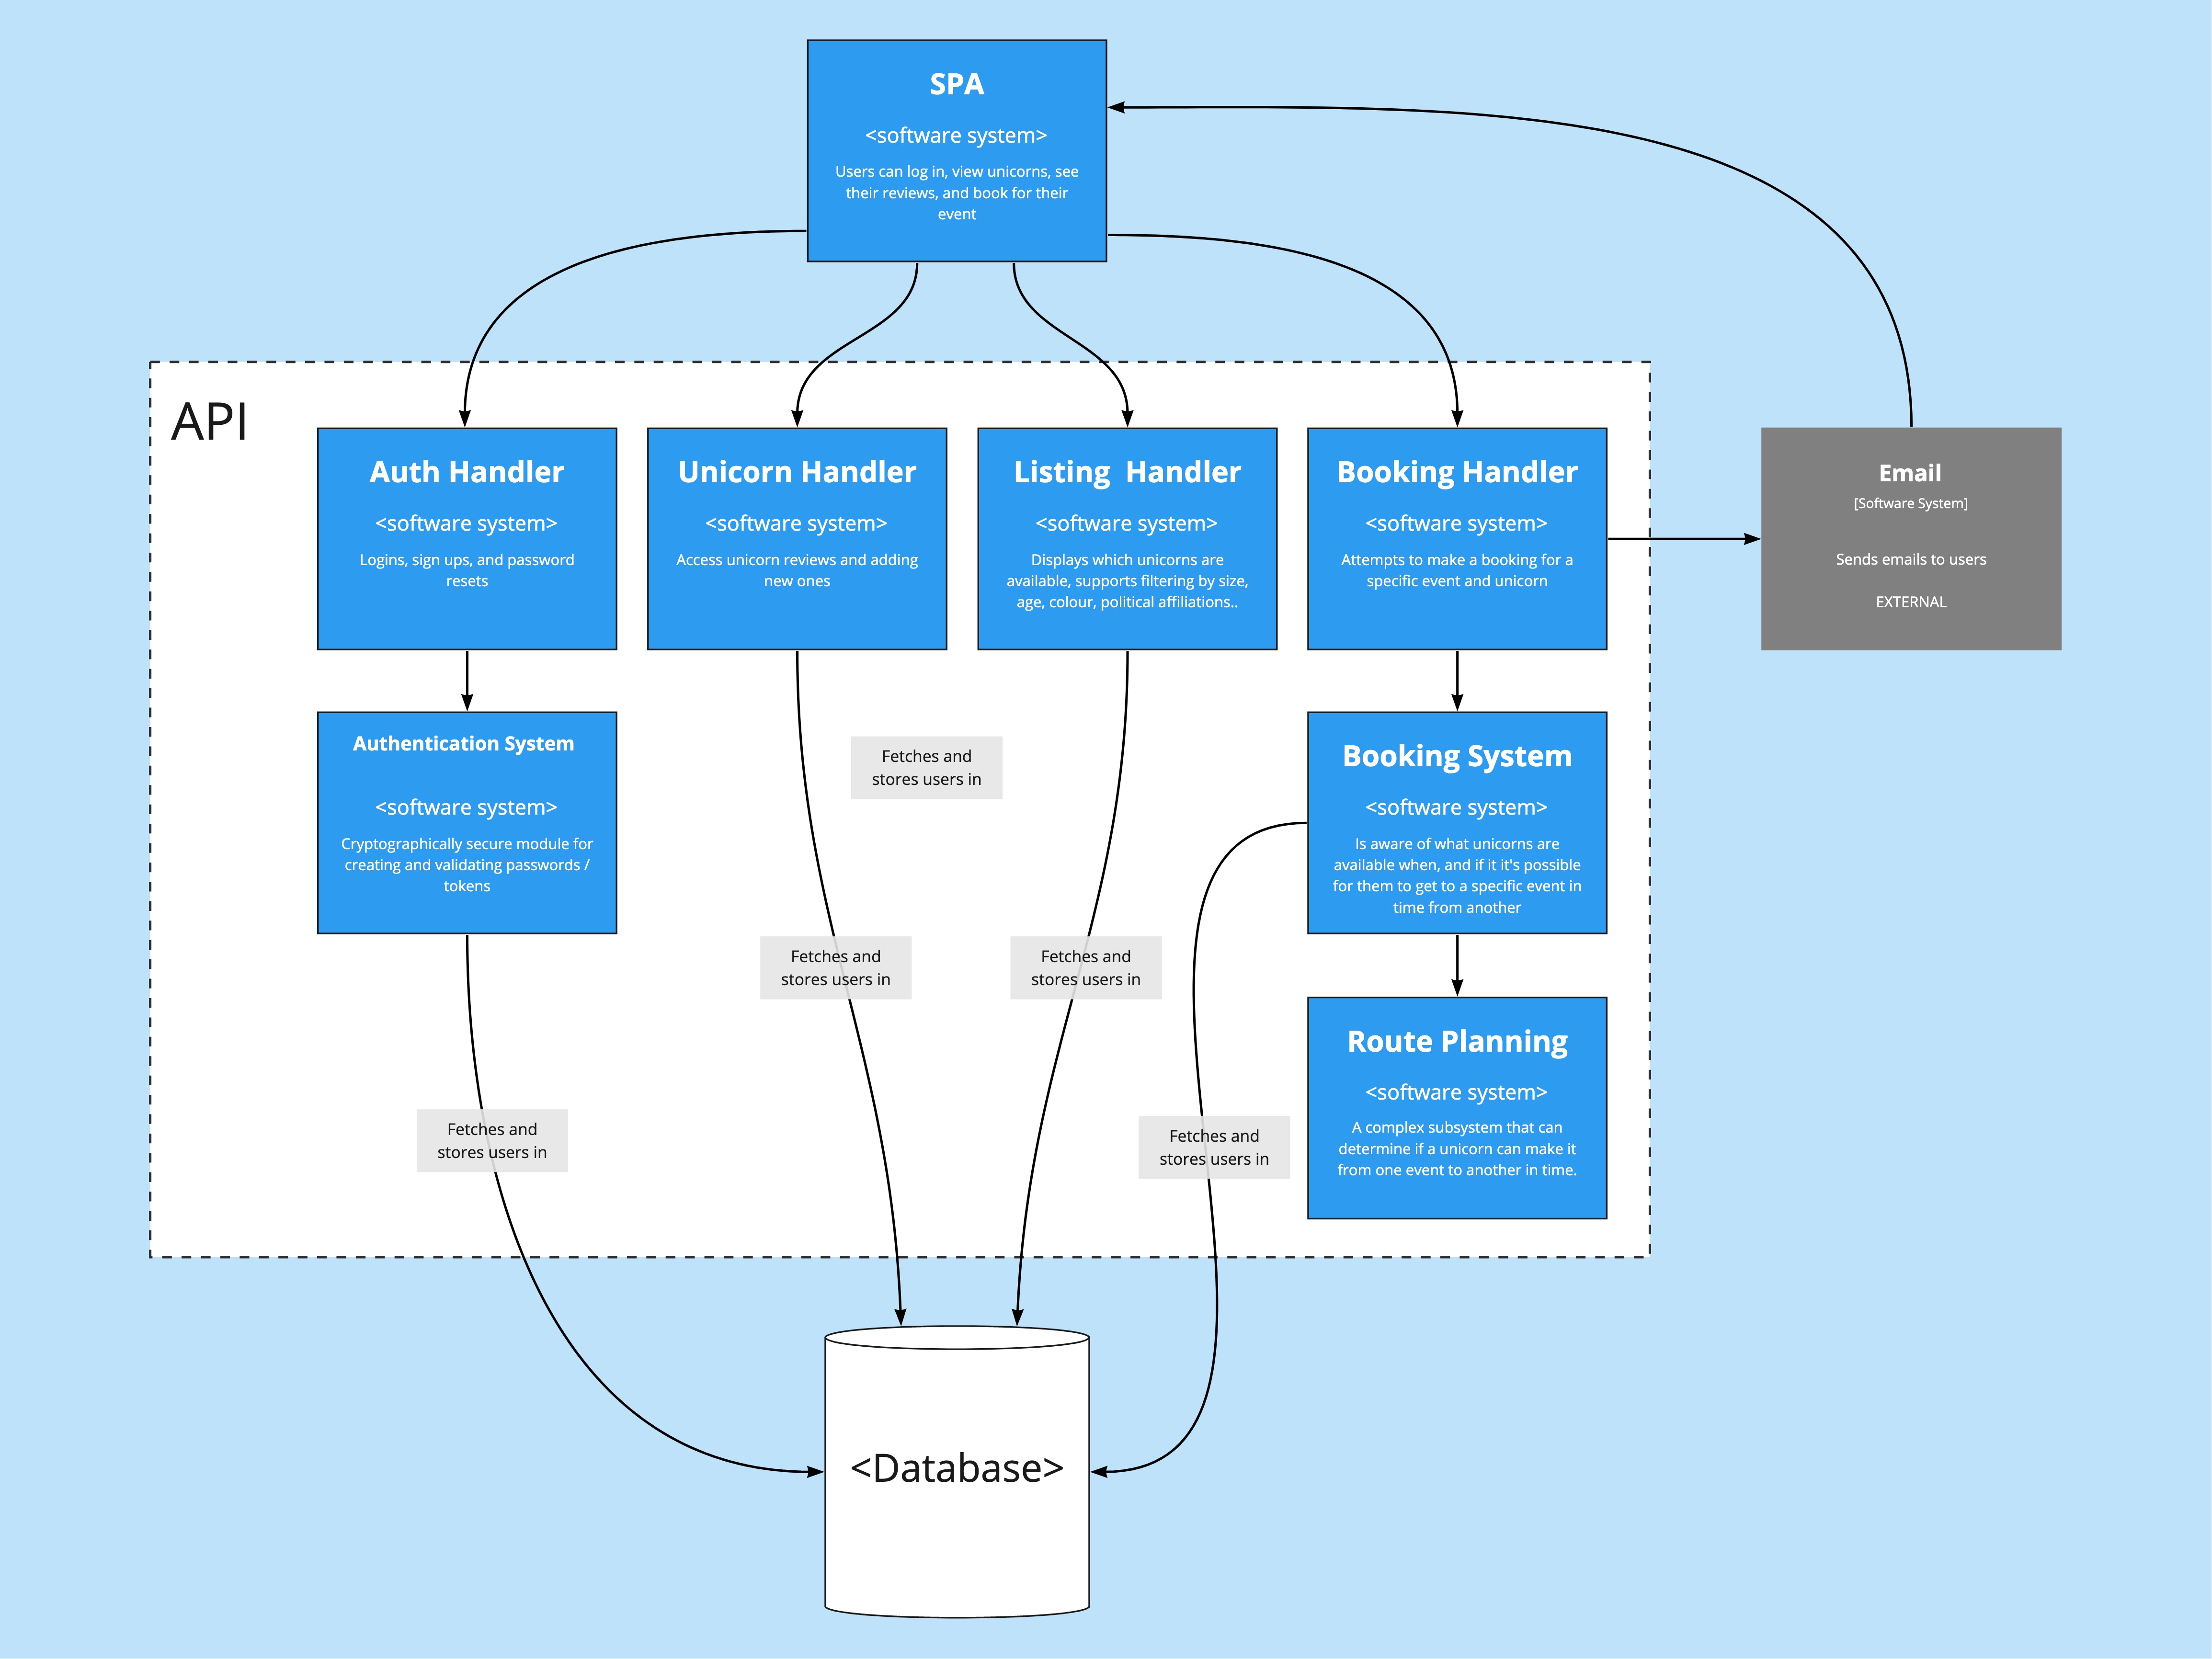 SPA
<software system>
Users can log in, view unicorns, see
their reviews, and book for their
event
API
Auth Handler
<software system>
Logins, sign ups, and password
resets
Unicorn Handler
<software system>
Access unicorn reviews and adding
new ones
Listing  Handler
<software system>
Displays which unicorns are
available, supports filtering by size,
age, colour, political affiliations..
Booking Handler
<software system>
Attempts to make a booking for a
specific event and unicorn
Email
[Software System]
Sends emails to users
EXTERNAL
Authentication System
<software system>
Cryptographically secure module for
creating and validating passwords /
tokens
Fetches and
stores users in
Booking System
<software system>
Is aware of what unicorns are
available when, and if it it's possible
for them to get to a specific event in
time from another
Fetches and
stores users in
Fetches and
stores users in
Route Planning
<software system>
A complex subsystem that can
determine if a unicorn can make it
from one event to another in time.
Fetches and
stores users in
Fetches and
stores users in
<Database>